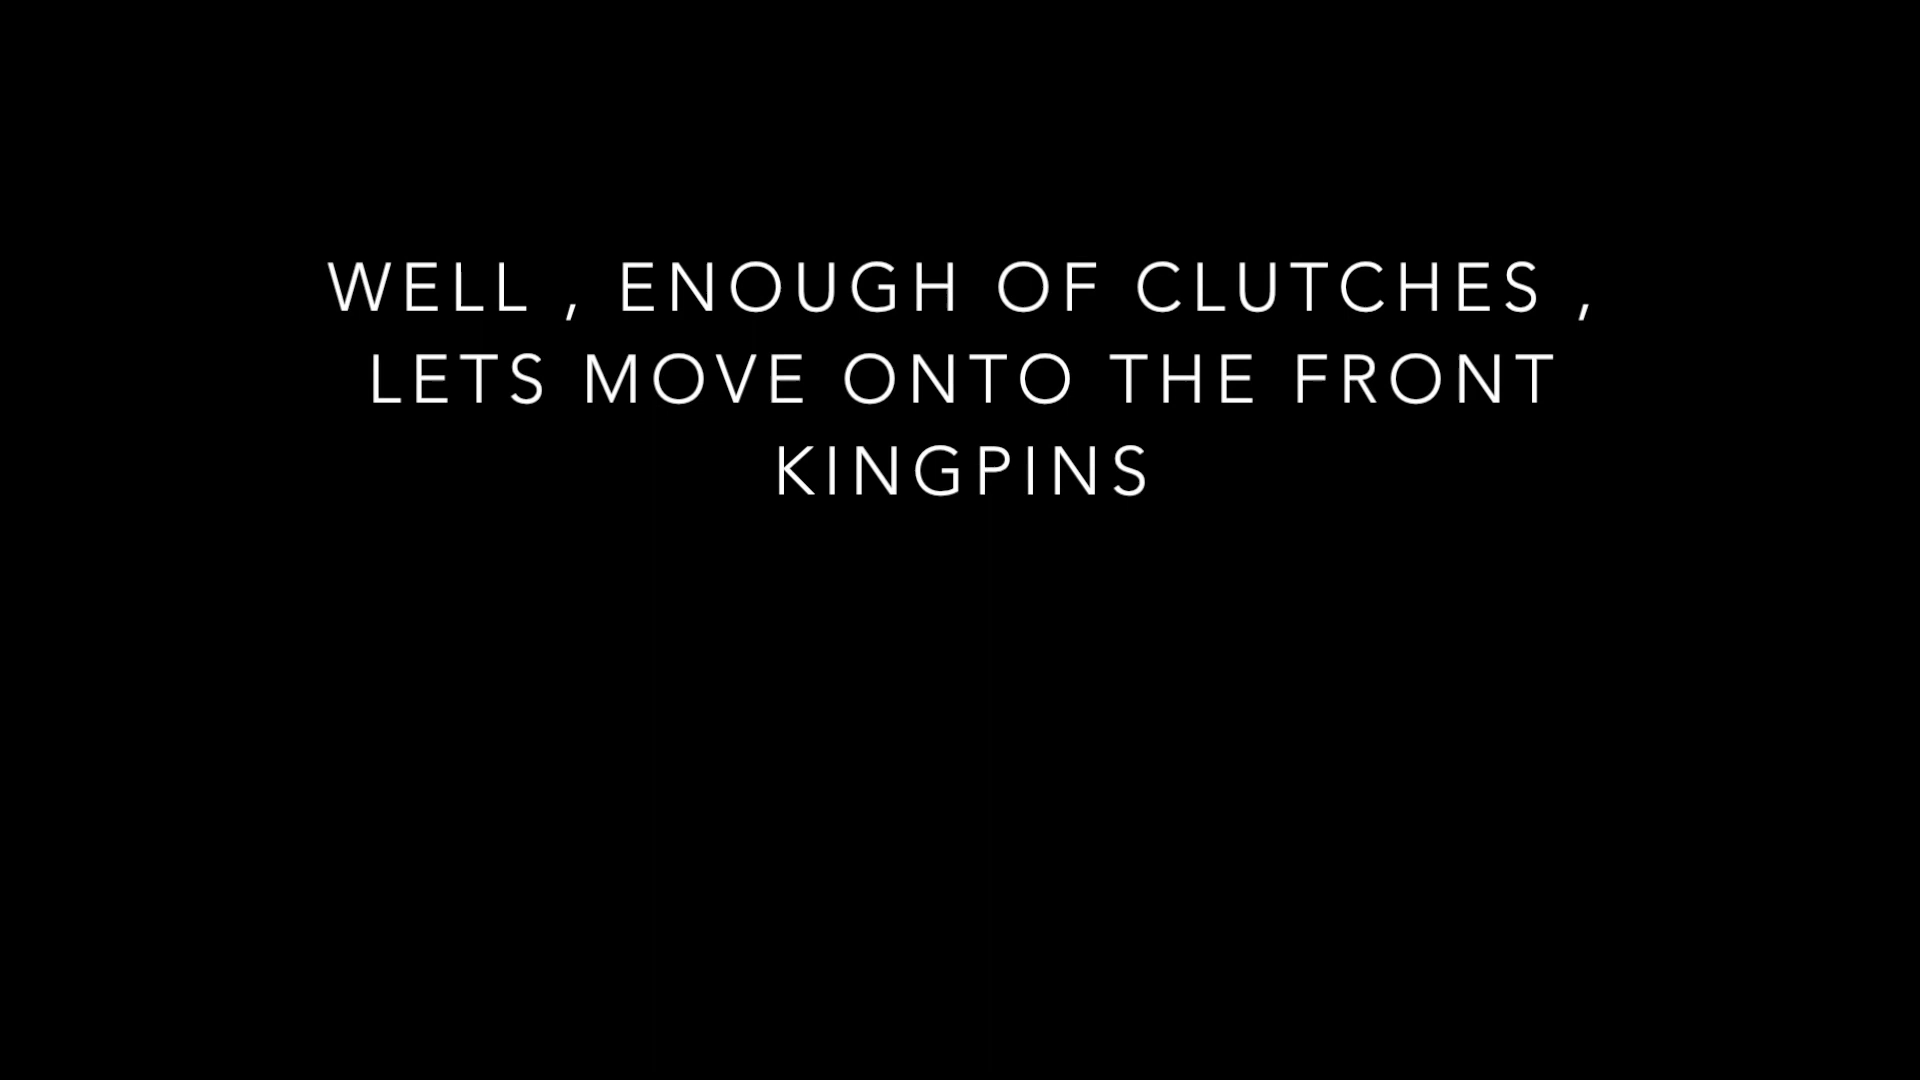 WELL , ENOUGH OF CLUTCHES ,
LETS MOVE ONTO THE FRONT
KINGPINS